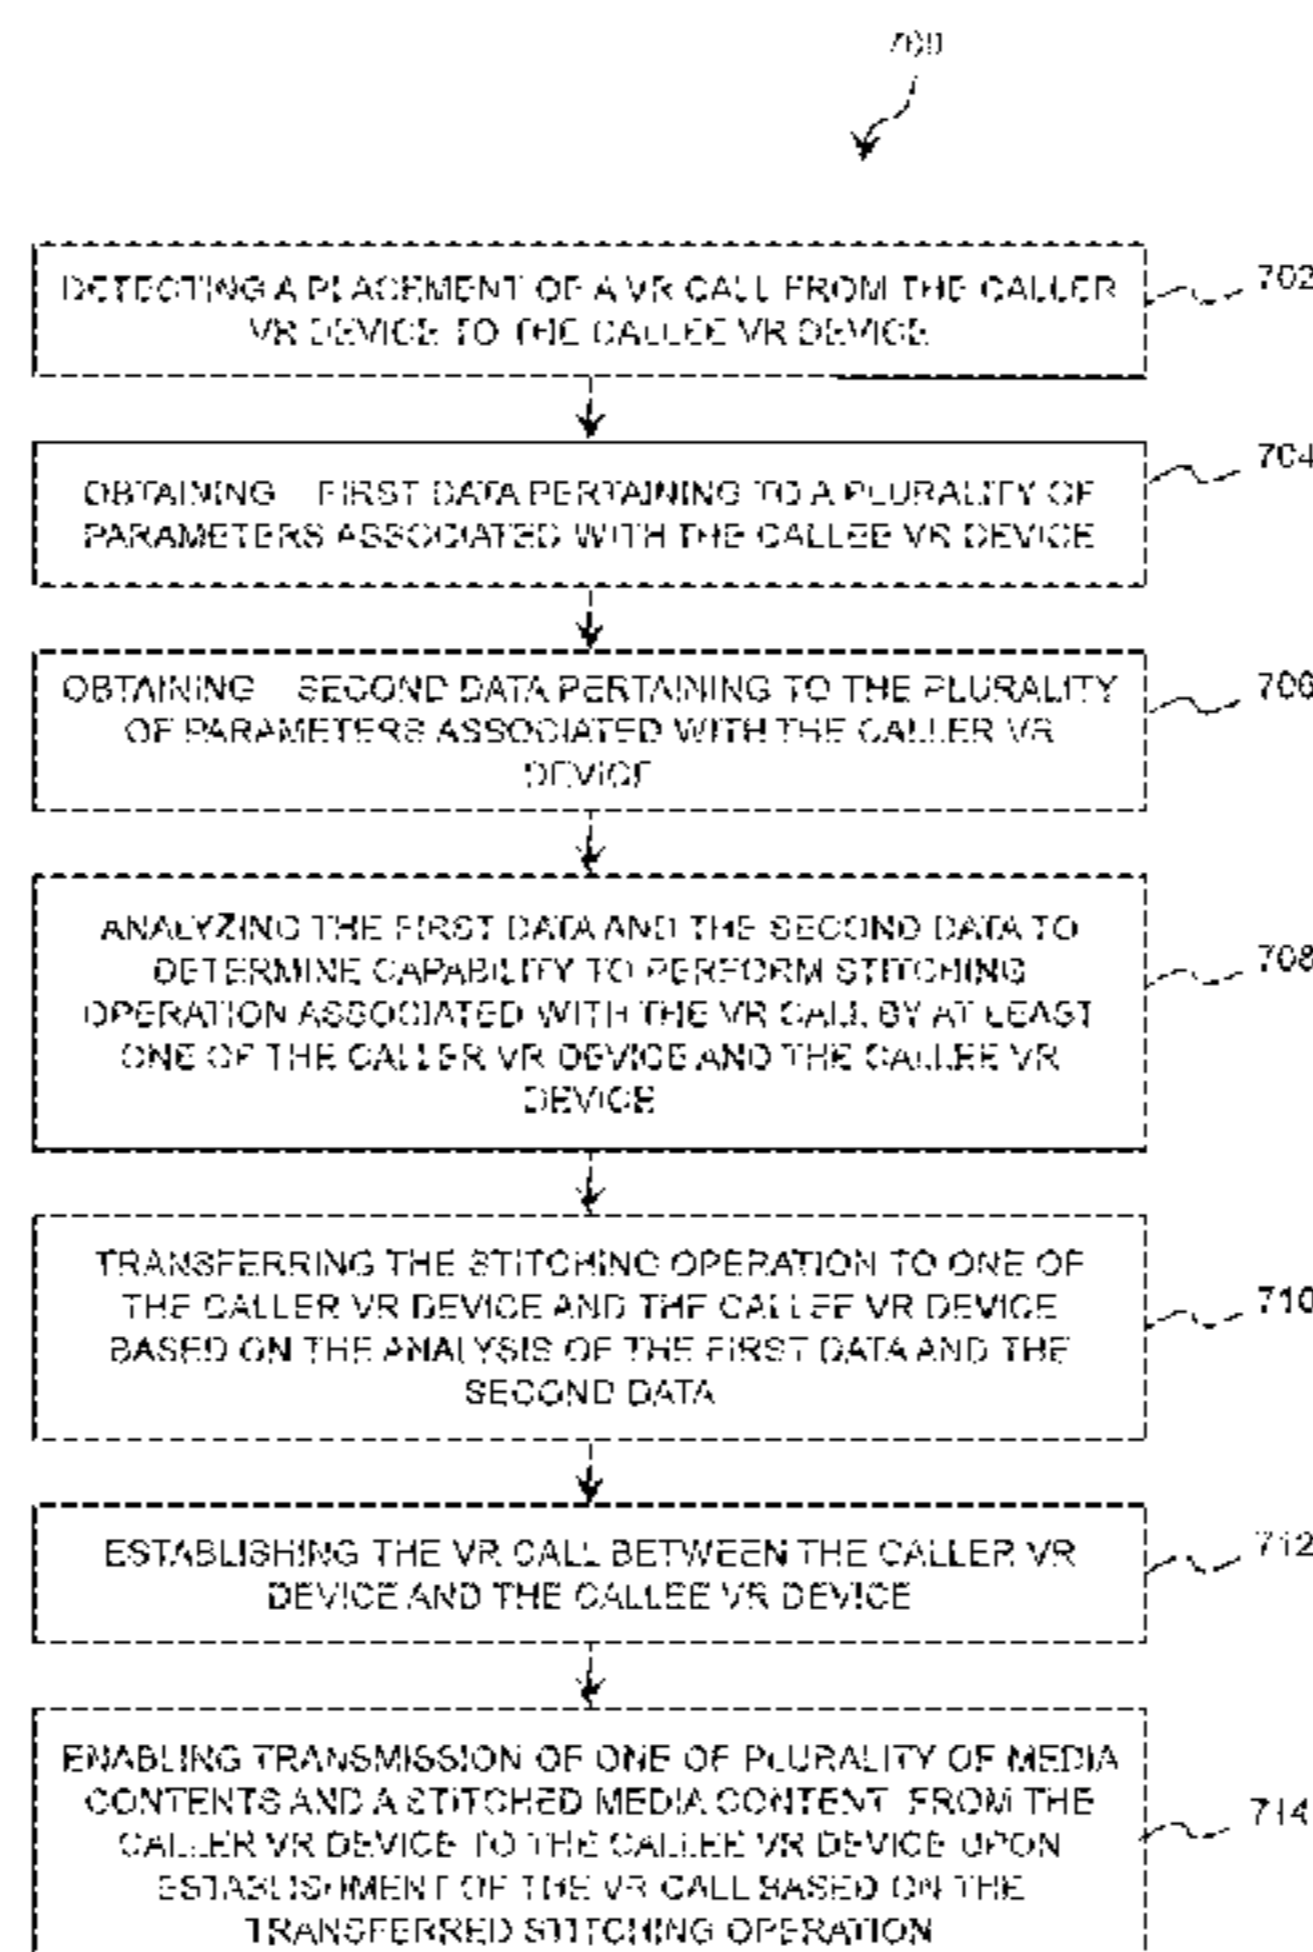 700
DETECTING A PLACEMENT OF A VR CALL FROM THE CALLER
VR DEVICE TO THE CALLEE VR DEVICE
702
OBTAINING FIRST DATA PERTAINING TO A PLURALITY OF
PARAMETERS ASSOCIATED WITH THE CALLEE VR DEVICE
704
OBTAINING SECOND DATA PERTAINING TO THE PLURALITY
OF PARAMETERS ASSOCIATED WITH THE CALLER VR
DEVICE
706
ANALYZING THE FIRST DATA AND THE SECOND DATA TO
DETERMINE CAPABILITY TO PERFORM STITCHING
OPERATION ASSOCIATED WITH THE VR CALL BY AT LEAST
ONE OF THE CALLER VR DEVICE AND THE CALLEE VR
DEVICE
708
TRANSFERRING THE STITCHING OPERATION TO ONE OF
THE CALLER VR DEVICE AND THE CALLEE VR DEVICE
BASED ON THE ANALYSIS OF THE FIRST DATA AND THE
SECOND DATA
710
ESTABLISHING THE VR CALL BETWEEN THE CALLER VR
DEVICE AND THE CALLEE VR DEVICE
712
ENABLING TRANSMISSION OF ONE OF PLURALITY OF MEDIA
CONTENTS AND A STITCHED MEDIA CONTENT FROM THE
CALLER VR DEVICE TO THE CALLEE VR DEVICE UPON
ESTABLISHMENT OF THE VR CALL BASED ON THE
TRANSFERRED STITCHING OPERATION
714